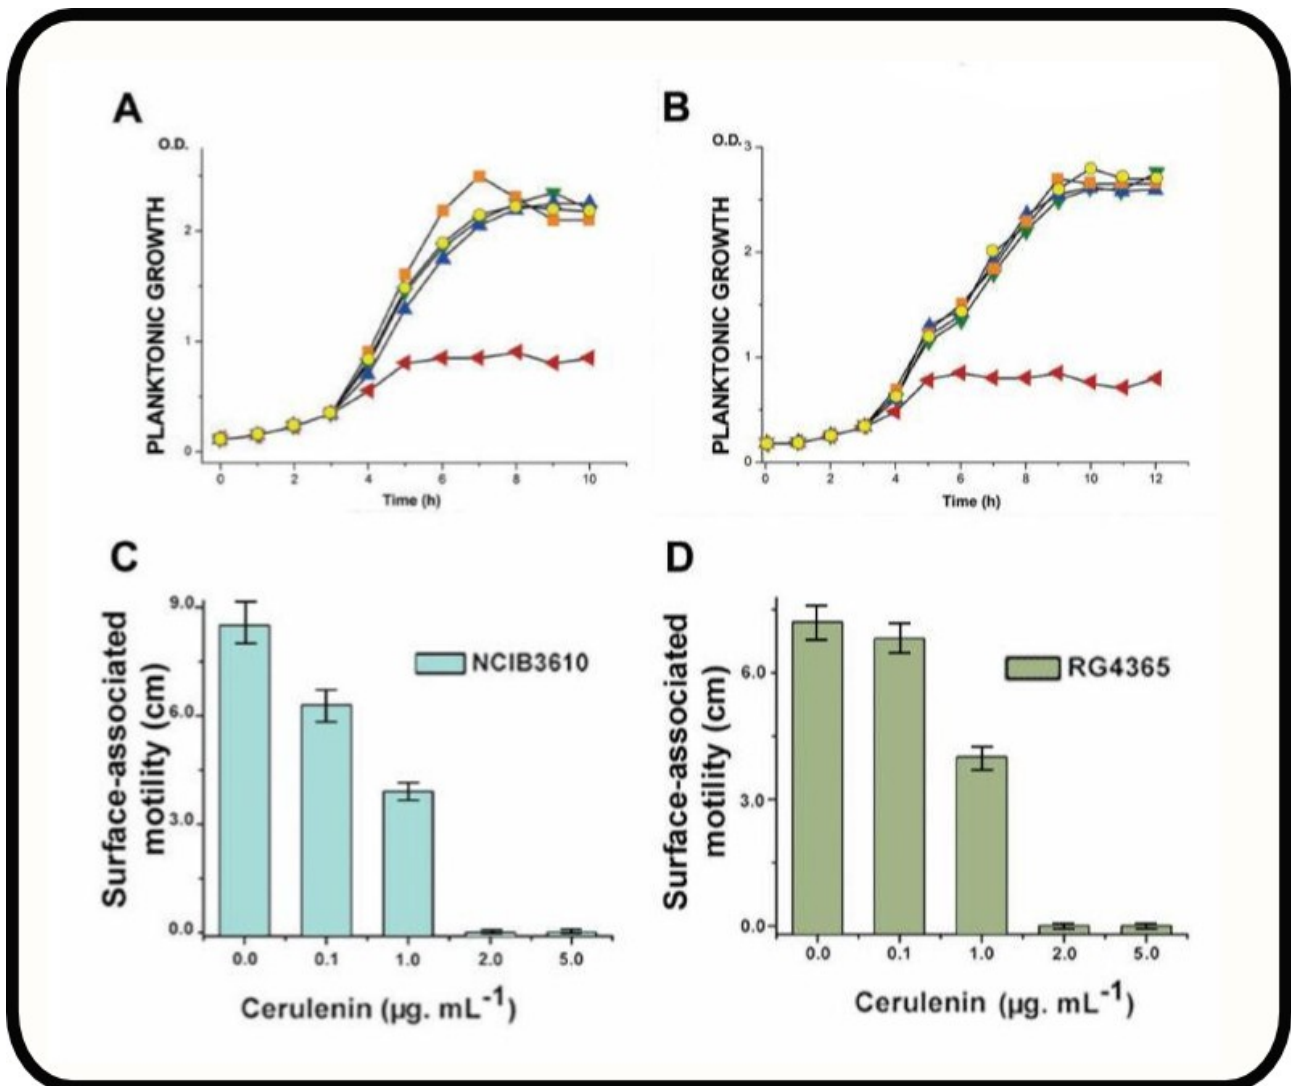 A
B
O.D.
PLANKTONIC GROWTH
2
1
0
0 2 4 6 8 10
Time (h)
O.D.
PLANKTONIC GROWTH
3
2
1
0
0 2 4 6 8 10 12
Time (h)
C
D
Surface-associated
motility (cm)
9.0
6.0
3.0
0.0
NCIB3610
0.0 0.1 1.0 2.0 5.0
Cerulenin (µg. mL⁻¹)
Surface-associated
motility (cm)
6.0
3.0
0.0
RG4365
0.0 0.1 1.0 2.0 5.0
Cerulenin (µg. mL⁻¹)